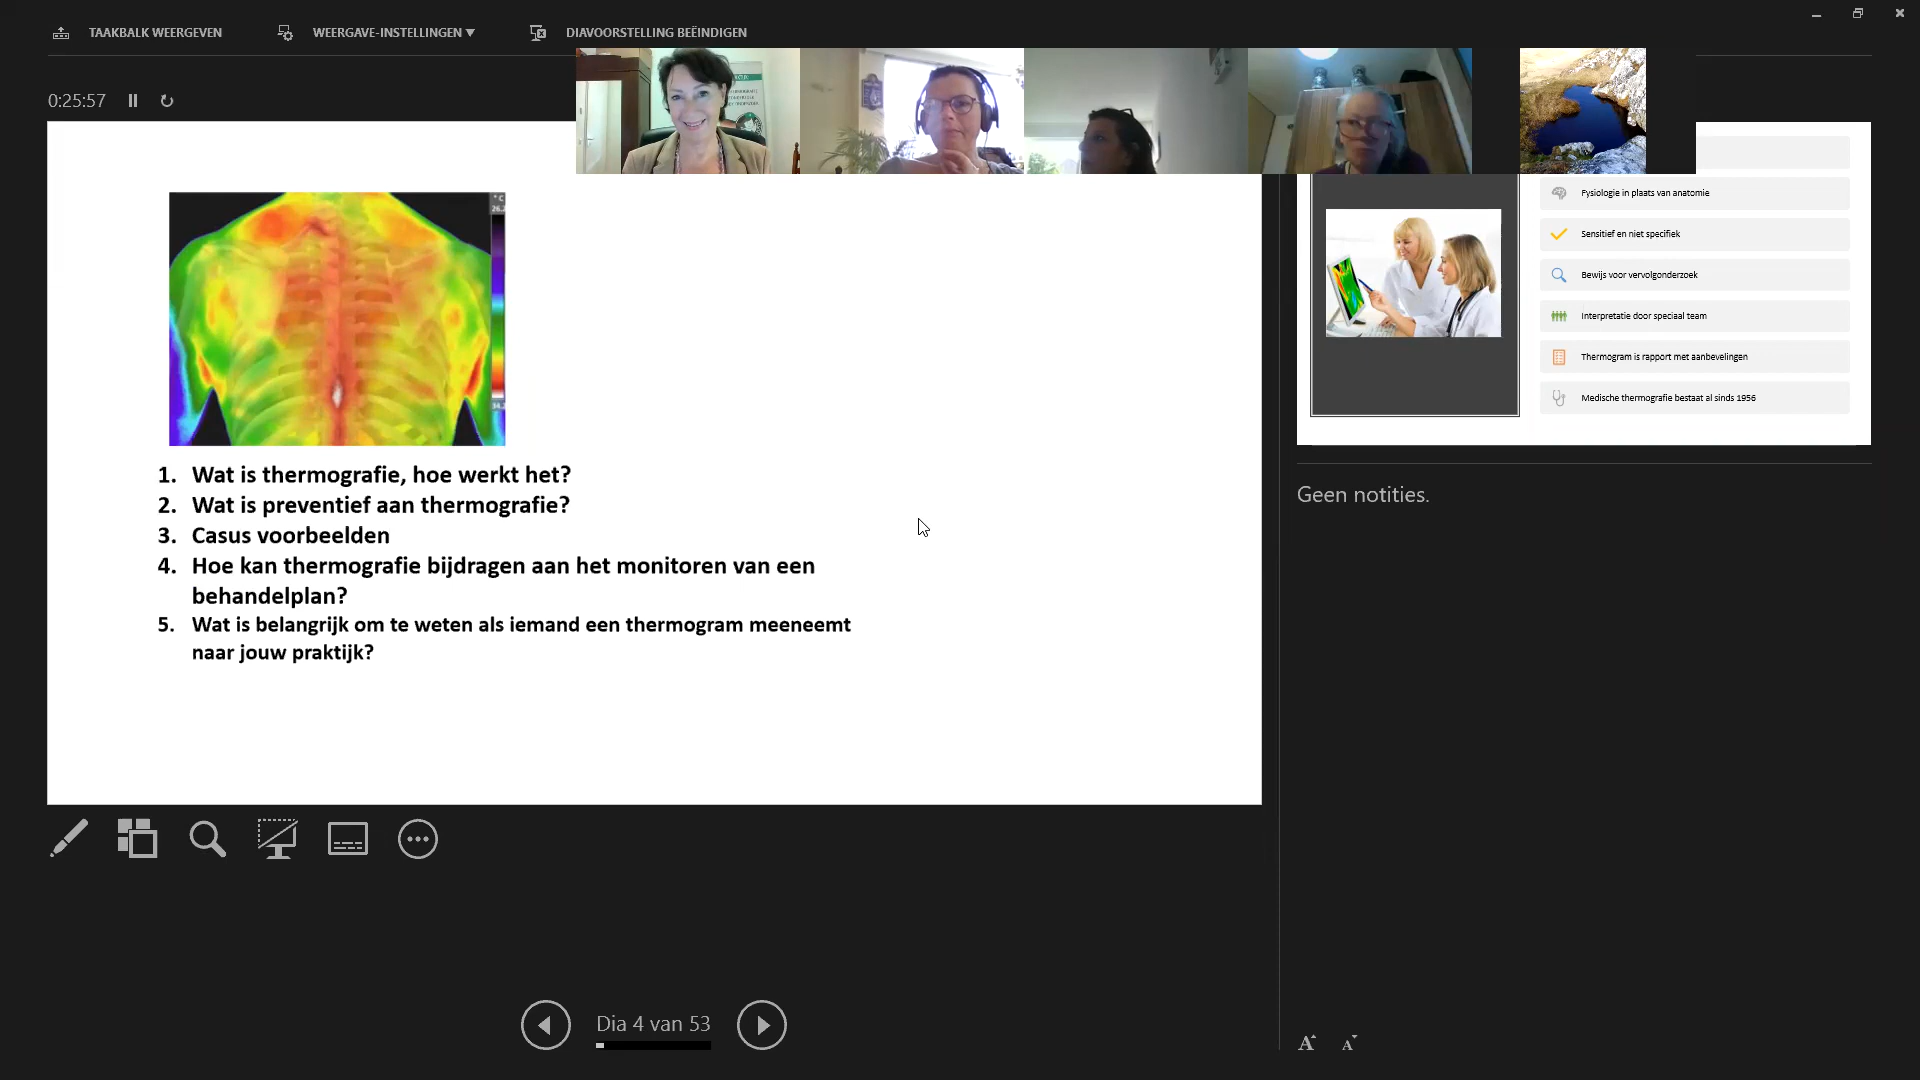 TAAKBALK WEERGEVEN
WEERGAVE-INSTELLINGEN ▼
DIAVOORSTELLING BEËINDIGEN
0:25:57
°C
1. Wat is thermografie, hoe werkt het?
2. Wat is preventief aan thermografie?
3. Casus voorbeelden
4. Hoe kan thermografie bijdragen aan het monitoren van een
behandelplan?
5. Wat is belangrijk om te weten als iemand een thermogram meeneemt
naar jouw praktijk?
Fysiologie in plaats van anatomie
Sensitief en niet specifiek
Bewijs voor vervolgonderzoek
Interpretatie door speciaal team
Thermogram is rapport met aanbevelingen
Medische thermografie bestaat al sinds 1956
Geen notities.
Dia 4 van 53
A A